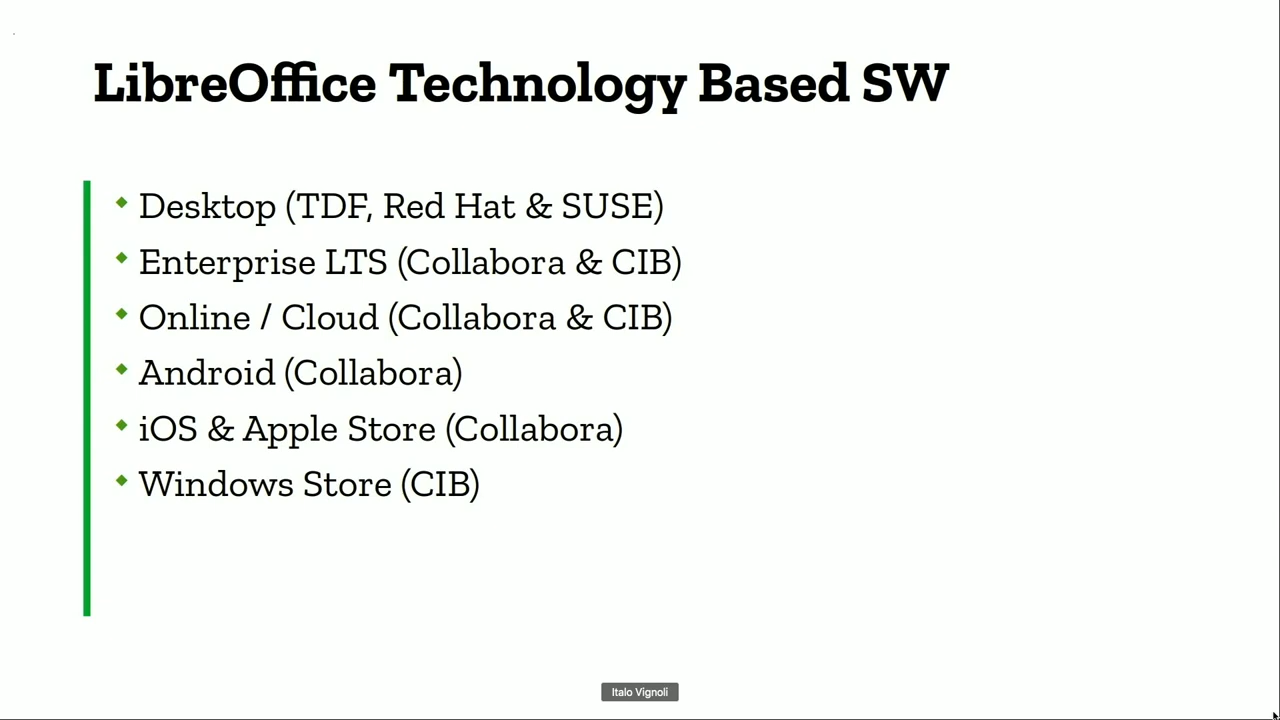 LibreOffice Technology Based SW
Desktop (TDF, Red Hat & SUSE)
Enterprise LTS (Collabora & CIB)
Online / Cloud (Collabora & CIB)
Android (Collabora)
iOS & Apple Store (Collabora)
Windows Store (CIB)
Italo Vignoli